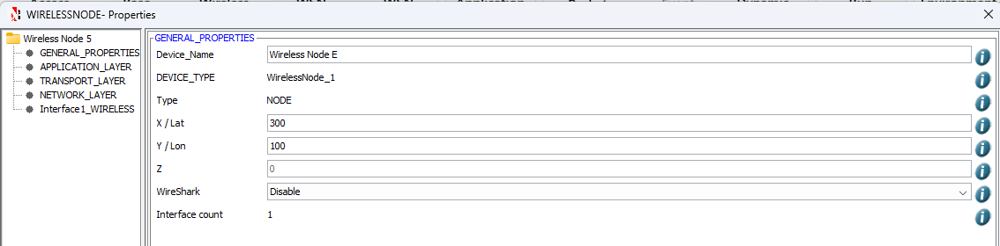 WIRELESSNODE- Properties
Wireless Node 5
GENERAL_PROPERTIES
APPLICATION_LAYER
TRANSPORT_LAYER
NETWORK_LAYER
Interface1_WIRELESS
GENERAL_PROPERTIES
Device_Name Wireless Node E
DEVICE_TYPE WirelessNode_1
Type NODE
X / Lat 300
Y / Lon 100
Z 0
WireShark Disable
Interface count 1